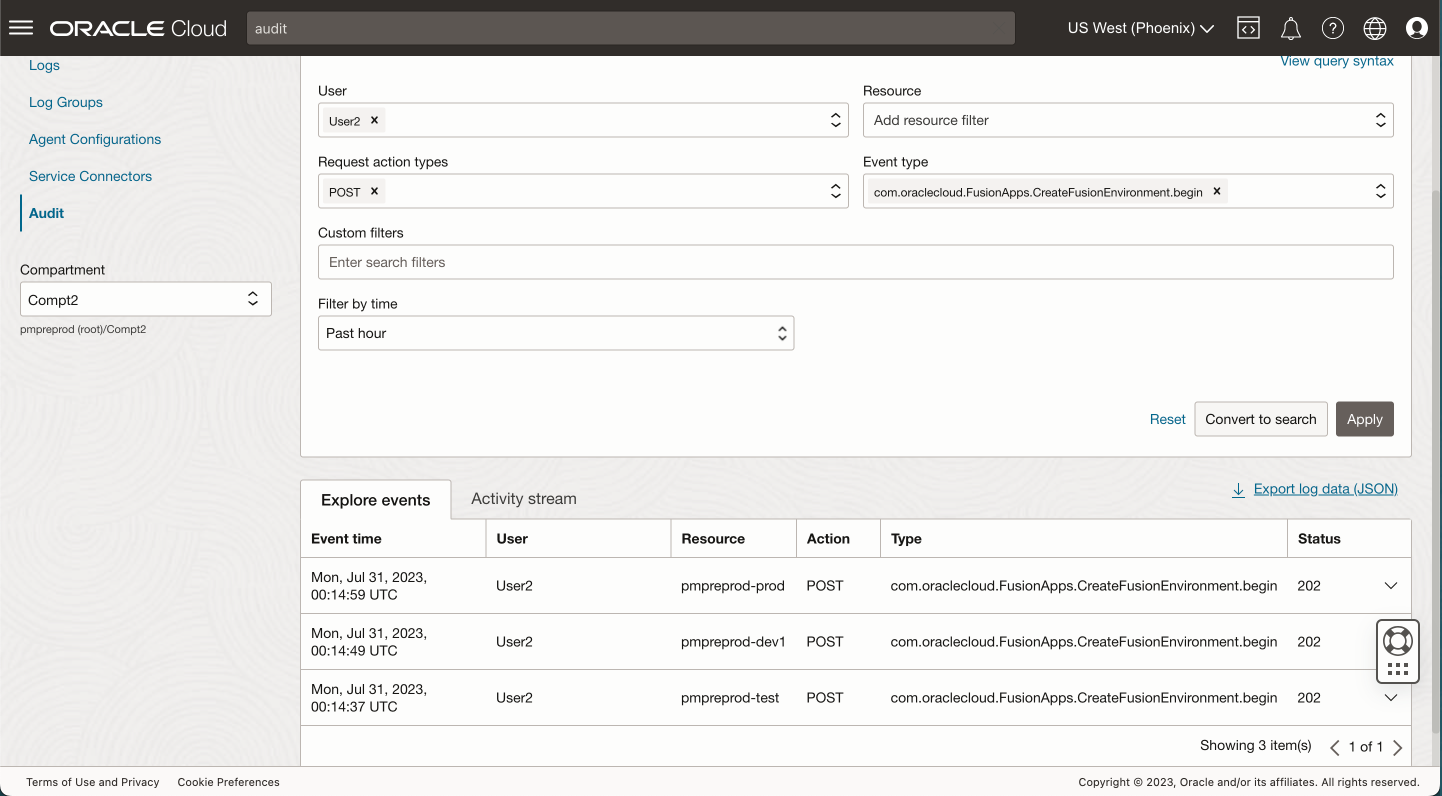 ORACLE Cloud
audit
US West (Phoenix)
Logs
Log Groups
Agent Configurations
Service Connectors
Audit
Compartment
Compt2
pmpreprod (root)/Compt2
View query syntax
User
Resource
User2 ×
Add resource filter
Request action types
Event type
POST ×
com.oraclecloud.FusionApps.CreateFusionEnvironment.begin ×
Custom filters
Enter search filters
Filter by time
Past hour
Reset
Convert to search
Apply
Explore events
Activity stream
Export log data (JSON)
Event time User Resource Action Type Status
Mon, Jul 31, 2023,
00:14:59 UTC
User2 pmpreprod-prod POST com.oraclecloud.FusionApps.CreateFusionEnvironment.begin 202
Mon, Jul 31, 2023,
00:14:49 UTC
User2 pmpreprod-dev1 POST com.oraclecloud.FusionApps.CreateFusionEnvironment.begin 202
Mon, Jul 31, 2023,
00:14:37 UTC
User2 pmpreprod-test POST com.oraclecloud.FusionApps.CreateFusionEnvironment.begin 202
Showing 3 item(s) 1 of 1
Terms of Use and Privacy Cookie Preferences
Copyright © 2023, Oracle and/or its affiliates. All rights reserved.